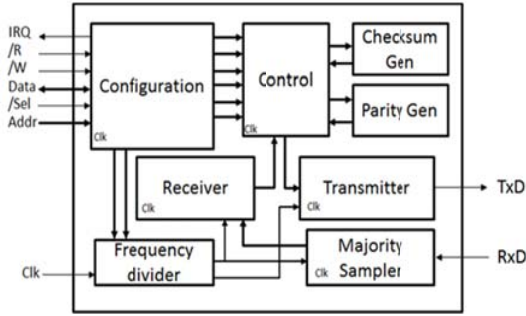 IRQ
/R
/W
Data
/Sel
Addr
Configuration
Clk
Control
Clk
Checksum
Gen
Parity Gen
Receiver
Clk
Transmitter
Clk
TxD
Frequency
divider
Clk
Majority
Sampler
Clk
RxD